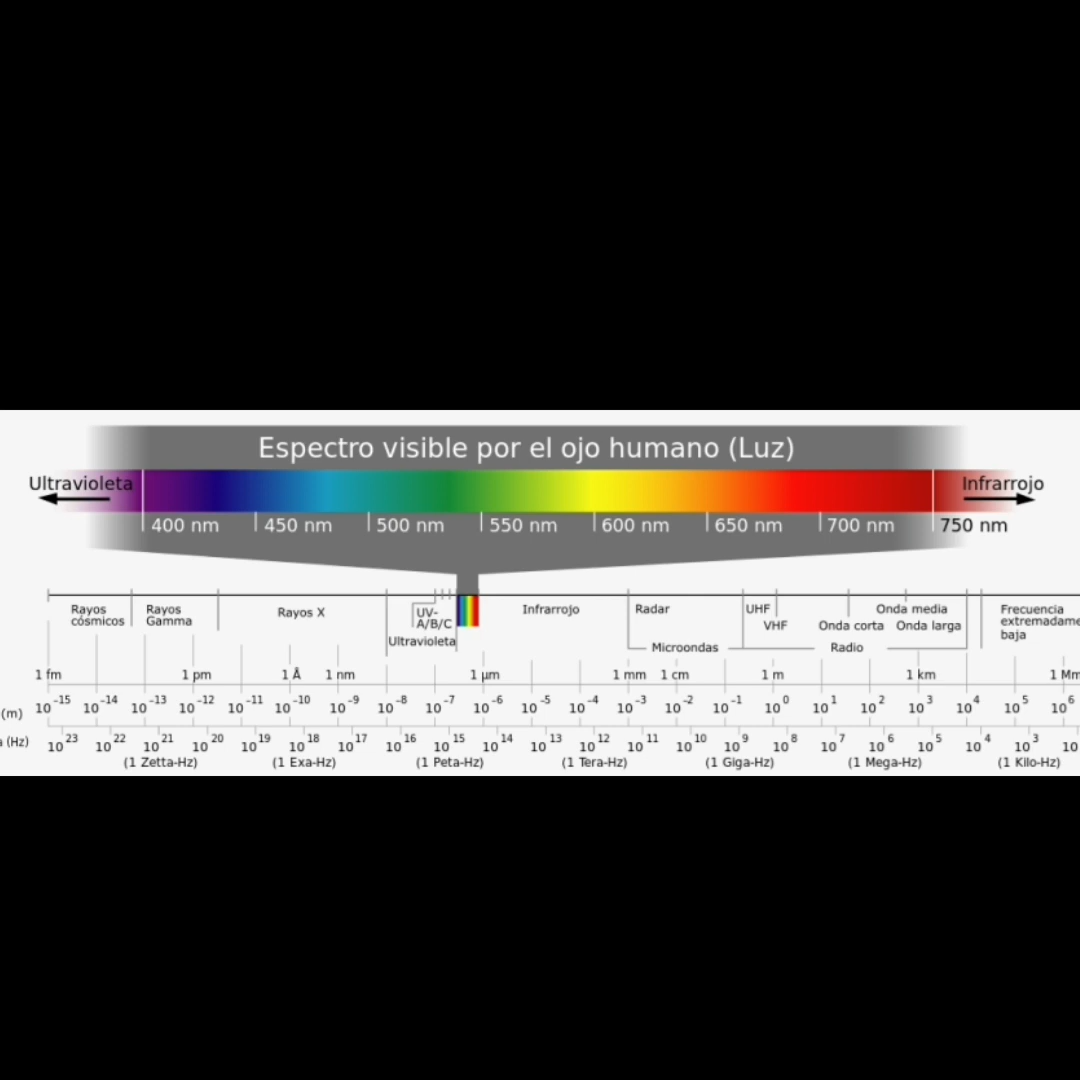 Espectro visible por el ojo humano (Luz)
Ultravioleta
Infrarrojo
400 nm 450 nm 500 nm 550 nm 600 nm 650 nm 700 nm 750 nm
Rayos cósmicos
Rayos Gamma
Rayos X
UV-A/B/C
Ultravioleta
Infrarrojo
Radar
Microondas
UHF
VHF
Onda corta
Onda media
Onda larga
Radio
Frecuencia
extremadame
baja
1 fm 1 pm 1 Å 1 nm 1 µm 1 mm 1 cm 1 m 1 km 1 Mm
(m) 10⁻¹⁵ 10⁻¹⁴ 10⁻¹³ 10⁻¹² 10⁻¹¹ 10⁻¹⁰ 10⁻⁹ 10⁻⁸ 10⁻⁷ 10⁻⁶ 10⁻⁵ 10⁻⁴ 10⁻³ 10⁻² 10⁻¹ 10⁰ 10¹ 10² 10³ 10⁴ 10⁵ 10⁶
a (Hz) 10²³ 10²² 10²¹ 10²⁰ 10¹⁹ 10¹⁸ 10¹⁷ 10¹⁶ 10¹⁵ 10¹⁴ 10¹³ 10¹² 10¹¹ 10¹⁰ 10⁹ 10⁸ 10⁷ 10⁶ 10⁵ 10⁴ 10³ 10
(1 Zetta-Hz) (1 Exa-Hz) (1 Peta-Hz) (1 Tera-Hz) (1 Giga-Hz) (1 Mega-Hz) (1 Kilo-Hz)